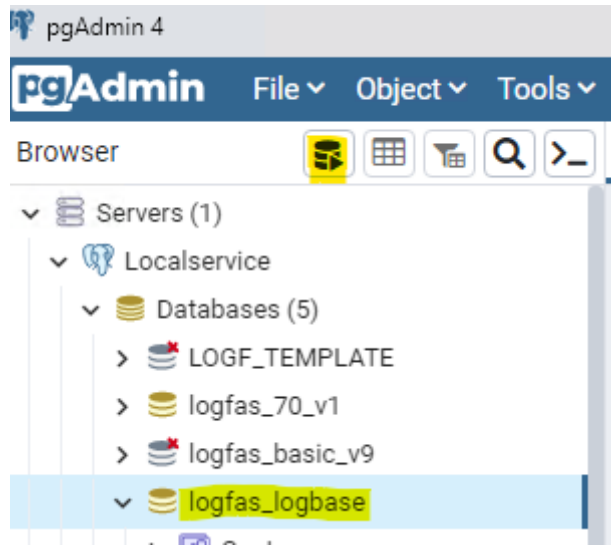 pgAdmin 4
pgAdmin File Object Tools
Browser
Servers (1)
Localservice
Databases (5)
LOGF_TEMPLATE
logfas_70_v1
logfas_basic_v9
logfas_logbase